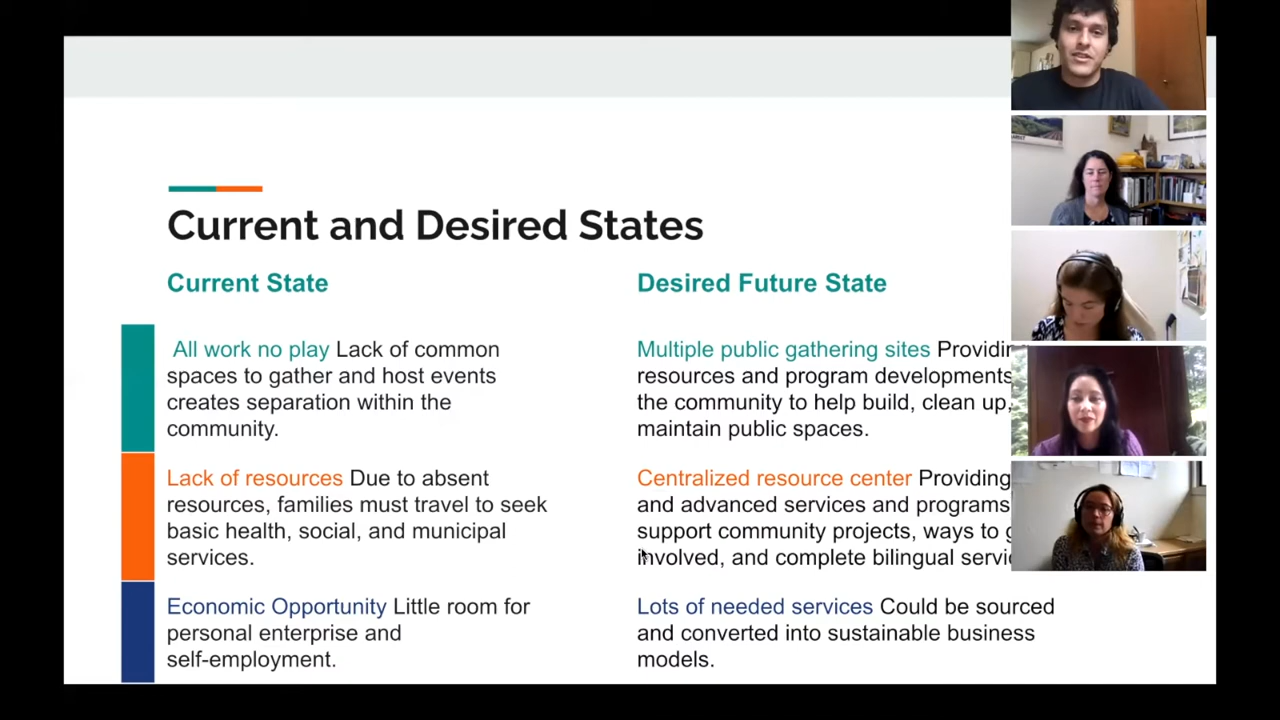 Current and Desired States
Current State
All work no play Lack of common
spaces to gather and host events
creates separation within the
community.
Lack of resources Due to absent
resources, families must travel to seek
basic health, social, and municipal
services.
Economic Opportunity Little room for
personal enterprise and
self-employment.
Desired Future State
Multiple public gathering sites
resources and program developments
the community to help build, clean up,
maintain public spaces.
Centralized resource center Providing
and advanced services and programs
support community projects, ways to
involved, and complete bilingual
Lots of needed services Could be sourced
and converted into sustainable business
models.